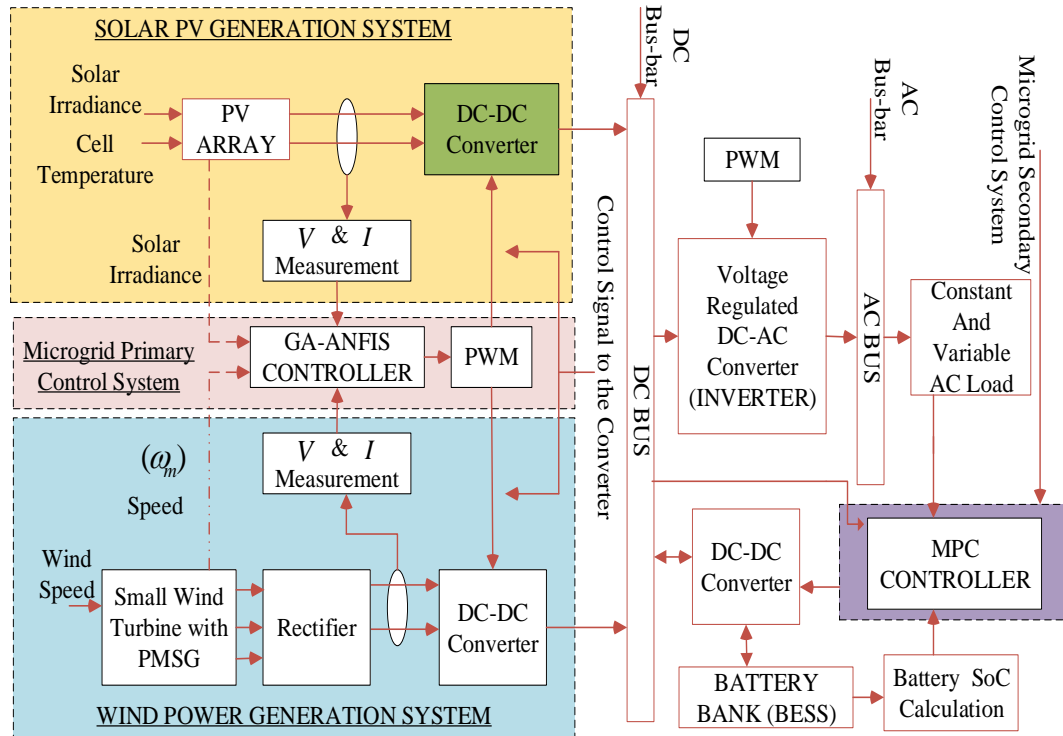 SOLAR PV GENERATION SYSTEM
Solar
Irradiance
Cell
Temperature
PV
ARRAY
DC-DC
Converter
V & I
Measurement
Solar
Irradiance
Microgrid Primary
Control System
GA-ANFIS
CONTROLLER
PWM
V & I
Measurement
(ωm)
Speed
Wind
Speed
Small Wind
Turbine with
PMSG
Rectifier
DC-DC
Converter
WIND POWER GENERATION SYSTEM
Control Signal to the Converter
DC
Bus-bar
DC BUS
PWM
Voltage
Regulated
DC-AC
Converter
(INVERTER)
AC
Bus-bar
AC BUS
Microgrid Secondary
Control System
Constant
And
Variable
AC Load
MPC
CONTROLLER
DC-DC
Converter
BATTERY
BANK (BESS)
Battery SoC
Calculation